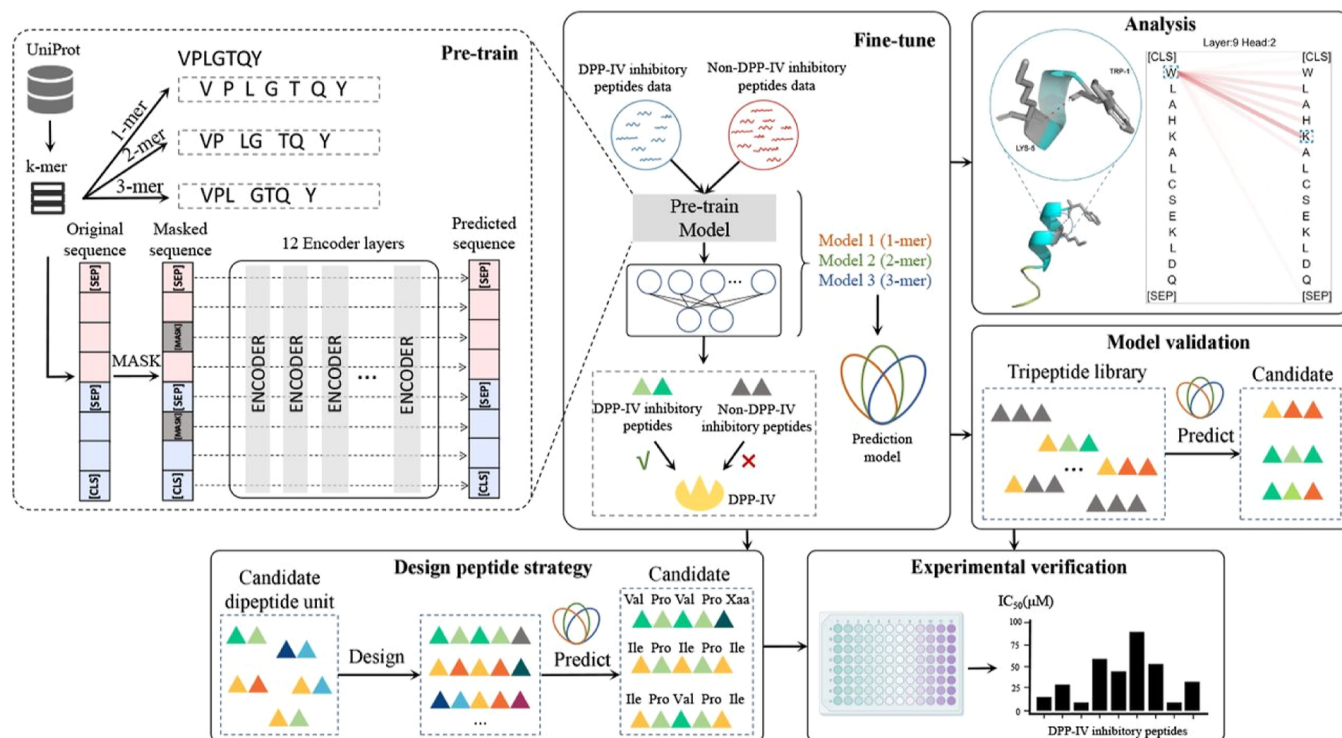 Pre-train
UniProt
k-mer
1-mer
2-mer
3-mer
VPLGTQY
V P L G T Q Y
VP LG TQ Y
VPL GTQ Y
Original
sequence
Masked
sequence
12 Encoder layers
Predicted
sequence
[SEP]
[SEP]
[CLS]
MASK
[SEP]
[MASK]
[SEP]
[MASK]
[CLS]
ENCODER
ENCODER
ENCODER
...
ENCODER
[SEP]
[SEP]
[CLS]
Fine-tune
DPP-IV inhibitory
peptides data
Non-DPP-IV inhibitory
peptides data
Pre-train
Model
...
Model 1 (1-mer)
Model 2 (2-mer)
Model 3 (3-mer)
DPP-IV inhibitory
peptides
Non-DPP-IV
inhibitory peptides
√
×
DPP-IV
Prediction
model
Analysis
TRP-1
LYS-5
Layer:9 Head:2
[CLS] [CLS]
W W
L L
A A
H H
K K
A A
L L
C C
S S
E E
K K
L L
D D
Q Q
[SEP] [SEP]
Model validation
Tripeptide library
...
Predict
Candidate
Design peptide strategy
Candidate
dipeptide unit
Design
...
Predict
Candidate
Val Pro Val Pro Xaa
Ile Pro Ile Pro Ile
Ile Pro Val Pro Ile
Experimental verification
IC50(μM)
100
75
50
25
0
DPP-IV inhibitory peptides